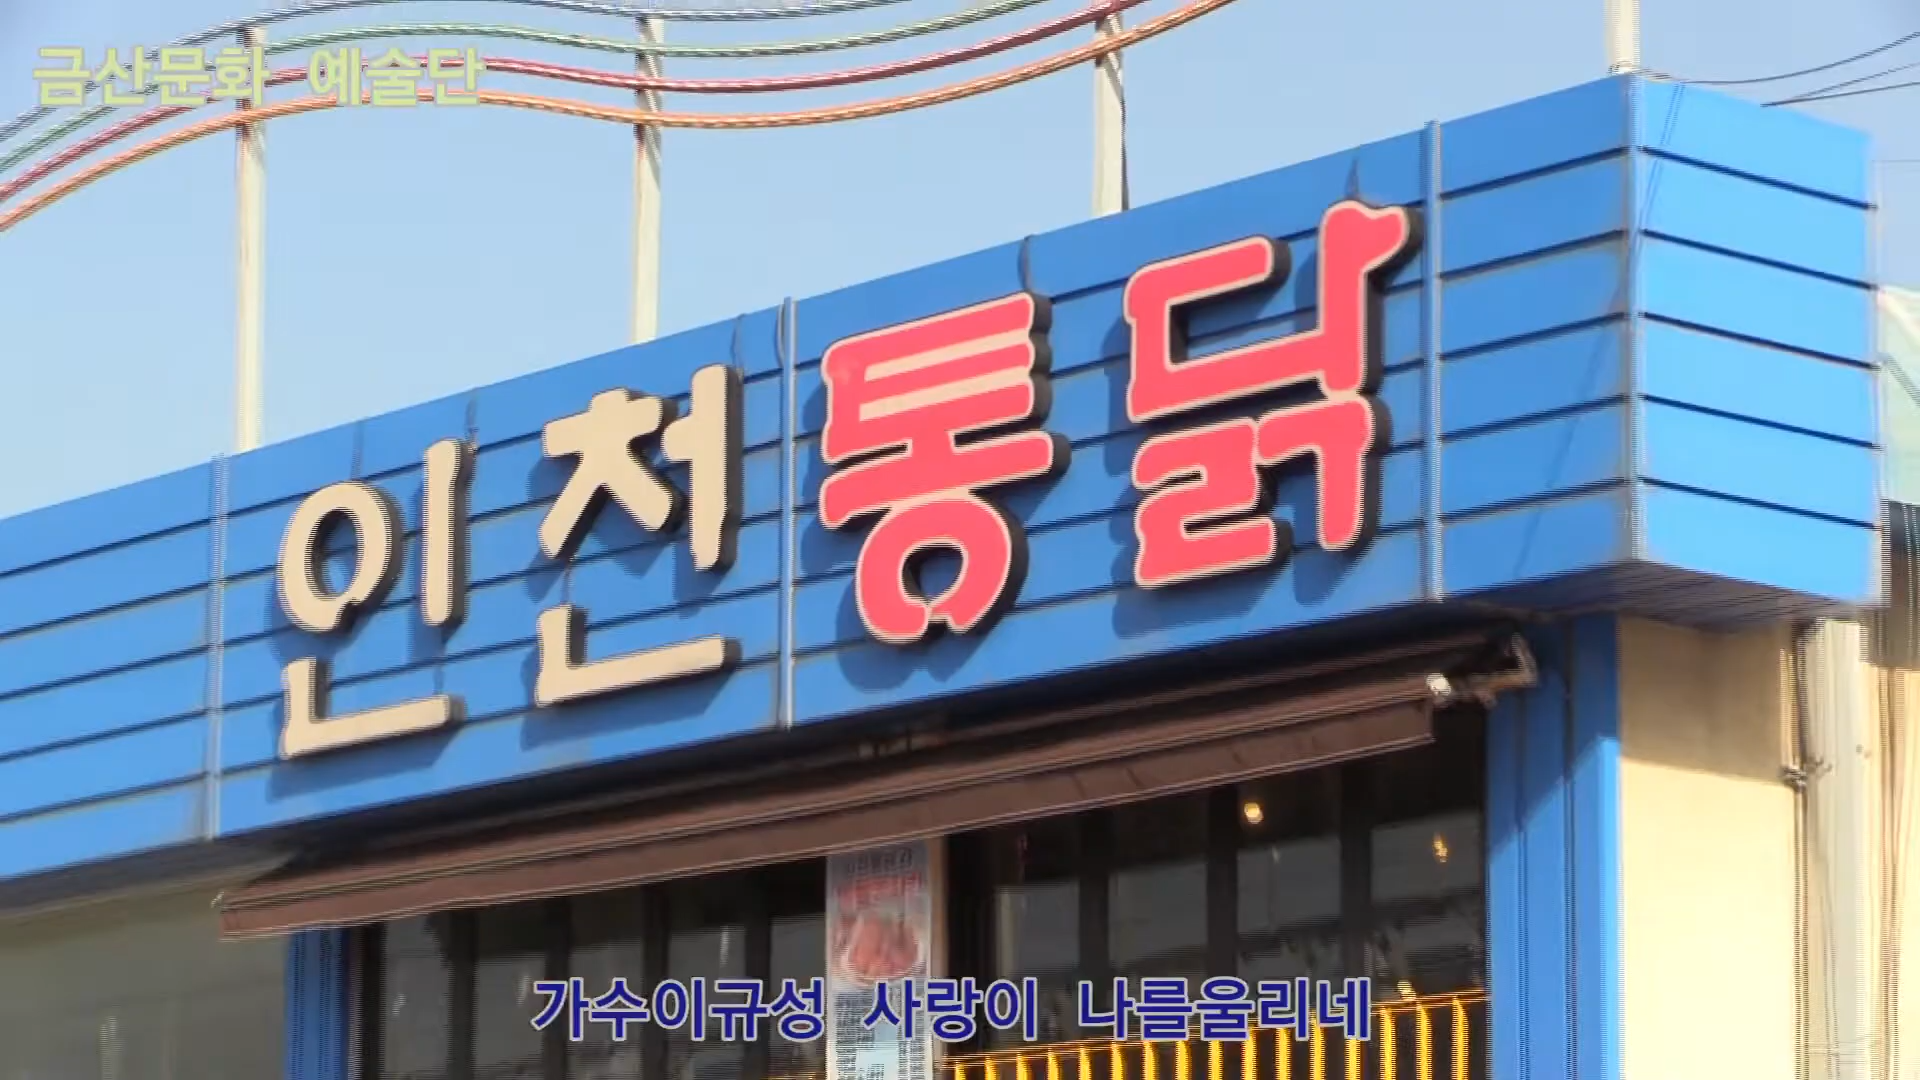 금산문화 예술단
인천통닭
가수이규성 사랑이 나를울리네